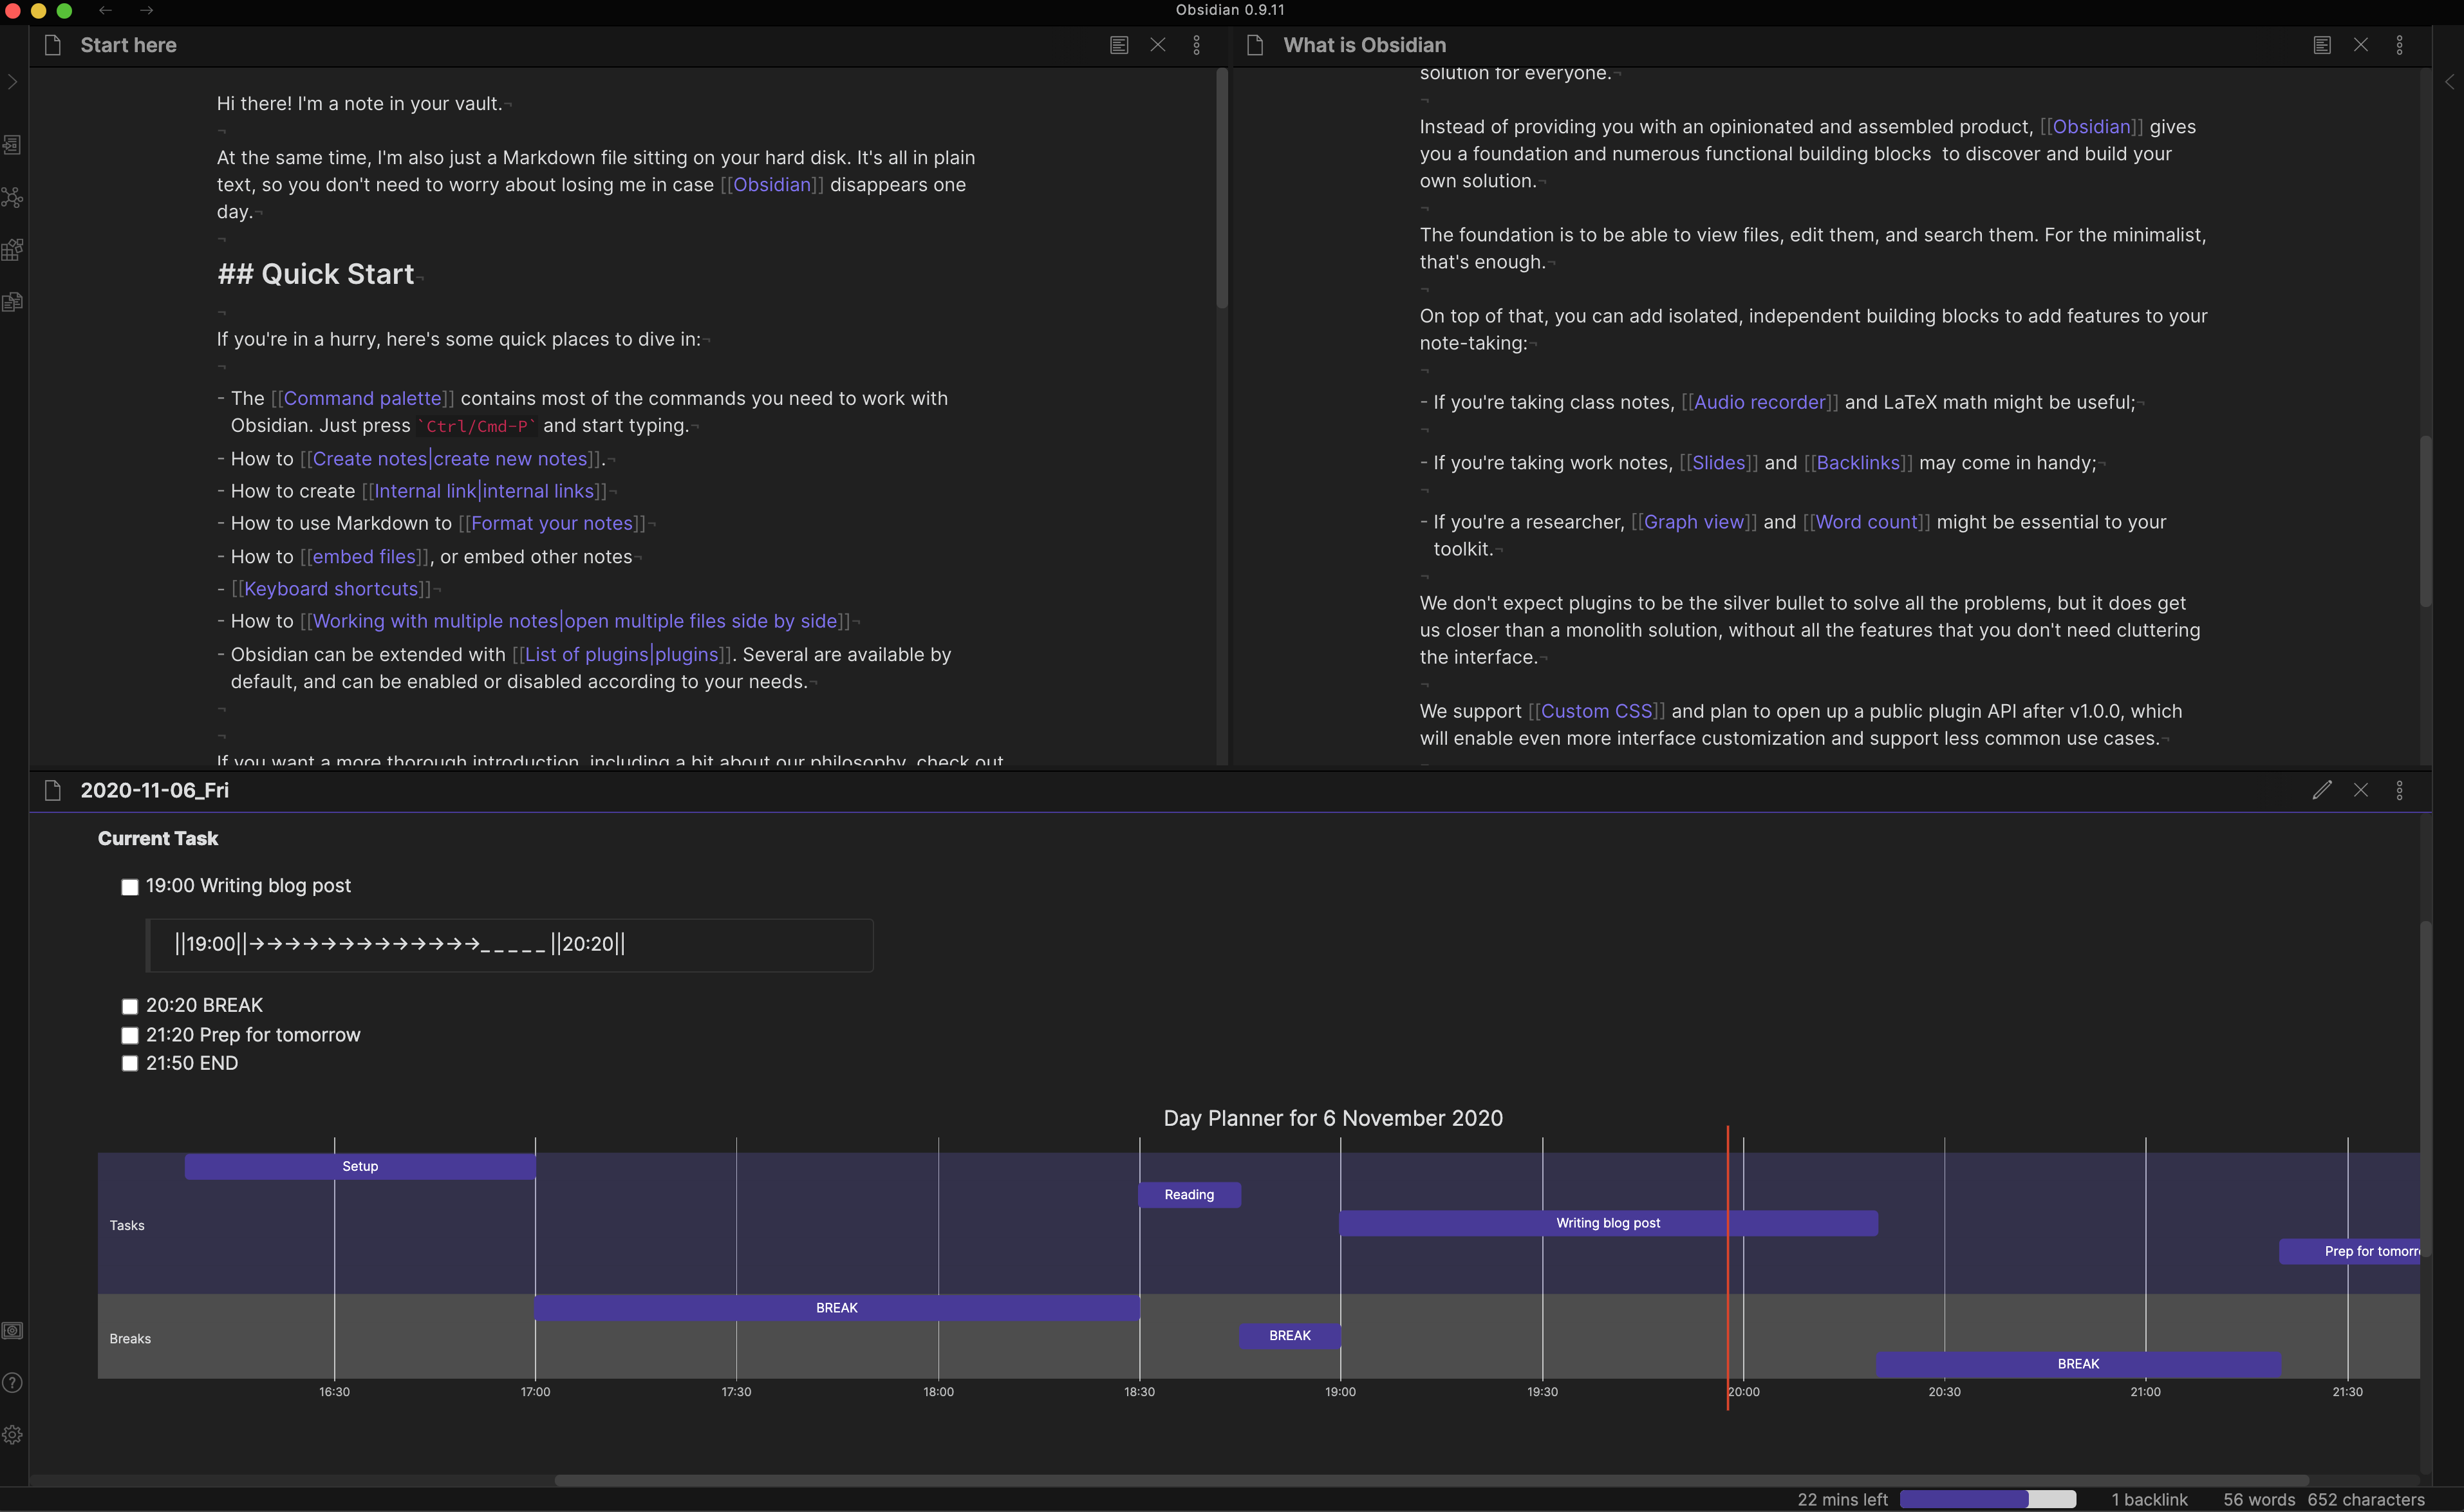 Obsidian 0.9.11
Start here
Hi there! I'm a note in your vault.¬
¬
At the same time, I'm also just a Markdown file sitting on your hard disk. It's all in plain
text, so you don't need to worry about losing me in case [[Obsidian]] disappears one
day.¬
¬
## Quick Start¬
¬
If you're in a hurry, here's some quick places to dive in:¬
¬
- The [[Command palette]] contains most of the commands you need to work with
Obsidian. Just press `Ctrl/Cmd-P` and start typing.¬
- How to [[Create notes|create new notes]].¬
- How to create [[Internal link|internal links]]¬
- How to use Markdown to [[Format your notes]]¬
- How to [[embed files]], or embed other notes¬
- [[Keyboard shortcuts]]¬
- How to [[Working with multiple notes|open multiple files side by side]]¬
- Obsidian can be extended with [[List of plugins|plugins]]. Several are available by
default, and can be enabled or disabled according to your needs.¬
¬
¬
If you want a more thorough introduction, including a bit about our philosophy, check out
What is Obsidian
solution for everyone.¬
¬
Instead of providing you with an opinionated and assembled product, [[Obsidian]] gives
you a foundation and numerous functional building blocks  to discover and build your
own solution.¬
¬
The foundation is to be able to view files, edit them, and search them. For the minimalist,
that's enough.¬
¬
On top of that, you can add isolated, independent building blocks to add features to your
note-taking:¬
¬
- If you're taking class notes, [[Audio recorder]] and LaTeX math might be useful;¬
¬
- If you're taking work notes, [[Slides]] and [[Backlinks]] may come in handy;¬
¬
- If you're a researcher, [[Graph view]] and [[Word count]] might be essential to your
toolkit.¬
¬
We don't expect plugins to be the silver bullet to solve all the problems, but it does get
us closer than a monolith solution, without all the features that you don't need cluttering
the interface.¬
¬
We support [[Custom CSS]] and plan to open up a public plugin API after v1.0.0, which
will enable even more interface customization and support less common use cases.¬
2020-11-06_Fri
Current Task
19:00 Writing blog post
||19:00||→→→→→→→→→→→→→_ _ _ _ _ ||20:20||
20:20 BREAK
21:20 Prep for tomorrow
21:50 END
Day Planner for 6 November 2020
Setup
Reading
Writing blog post
Tasks
Prep for tomorr
BREAK
BREAK
BREAK
Breaks
16:30 17:00 17:30 18:00 18:30 19:00 19:30 20:00 20:30 21:00 21:30
22 mins left 1 backlink 56 words 652 characters